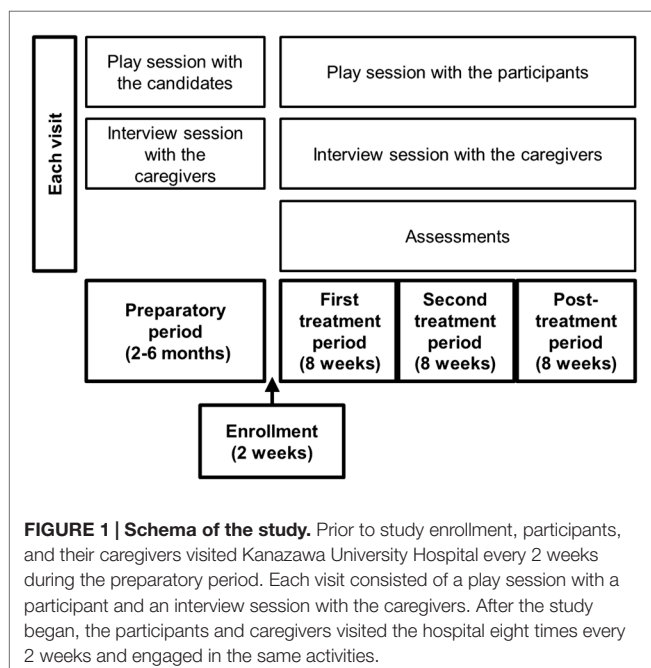 Each visit
Play session with
the candidates
Play session with the participants
Interview session
with the
caregivers
Interview session with the caregivers
Assessments
Preparatory
period
(2-6 months)
First
treatment
period
(8 weeks)
Second
treatment
period
(8 weeks)
Post-
treatment
period
(8 weeks)
Enrollment
(2 weeks)
FIGURE 1 | Schema of the study. Prior to study enrollment, participants,
and their caregivers visited Kanazawa University Hospital every 2 weeks
during the preparatory period. Each visit consisted of a play session with a
participant and an interview session with the caregivers. After the study
began, the participants and caregivers visited the hospital eight times every
2 weeks and engaged in the same activities.